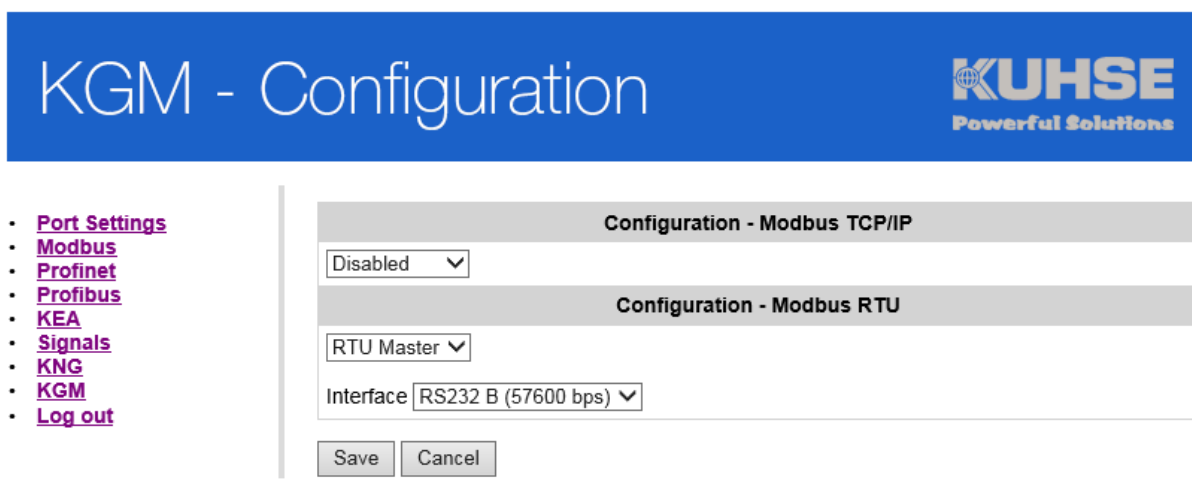 KGM - Configuration
KUHSE
Powerful Solutions
Port Settings
Modbus
Profinet
Profibus
KEA
Signals
KNG
KGM
Log out
Configuration - Modbus TCP/IP
Disabled
Configuration - Modbus RTU
RTU Master
Interface RS232 B (57600 bps)
Save Cancel